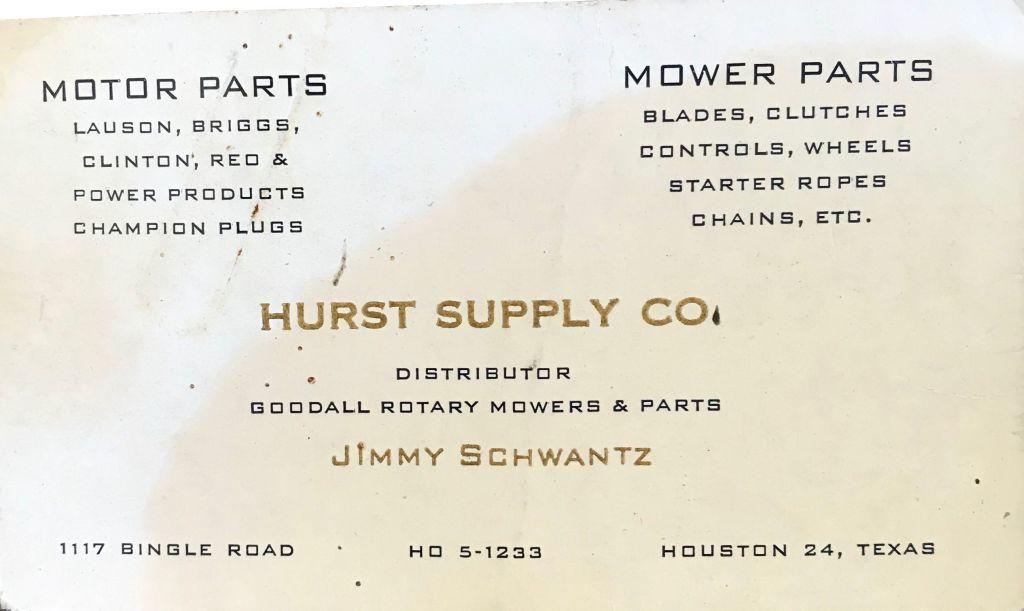 MOTOR PARTS
LAUSON, BRIGGS,
CLINTON, REO &
POWER PRODUCTS
CHAMPION PLUGS
MOWER PARTS
BLADES, CLUTCHES
CONTROLS, WHEELS
STARTER ROPES
CHAINS, ETC.
HURST SUPPLY CO.
DISTRIBUTOR
GOODALL ROTARY MOWERS & PARTS
JIMMY SCHWANTZ
1117 BINGLE ROAD HO 5-1233 HOUSTON 24, TEXAS